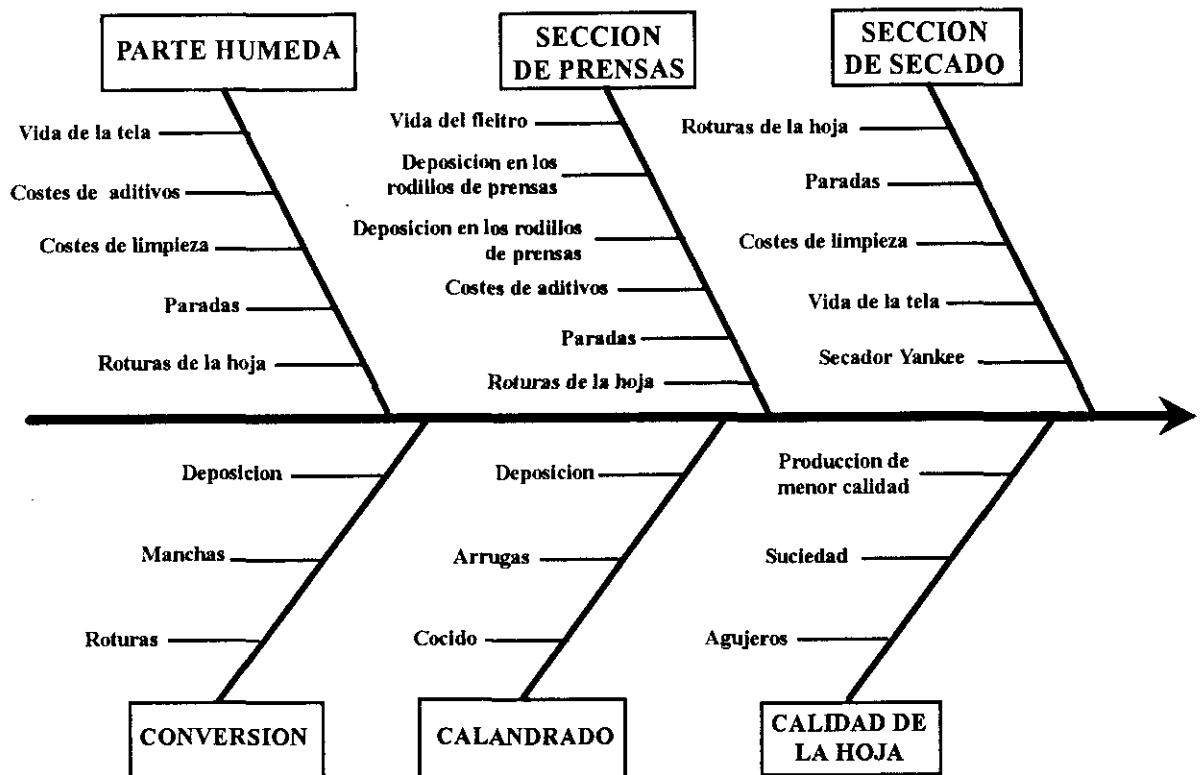 PARTE HUMEDA
Vida de la tela
Costes de aditivos
Costes de limpieza
Paradas
Roturas de la hoja
SECCION
DE PRENSAS
Vida del fleltro
Deposicion en los
rodillos de prensas
Deposicion en los rodillos
de prensas
Costes de aditivos
Paradas
Roturas de la hoja
SECCION
DE SECADO
Roturas de la hoja
Paradas
Costes de limpieza
Vida de la tela
Secador Yankee
Deposicion
Manchas
Roturas
CONVERSION
Deposicion
Arrugas
Cocido
CALANDRADO
Produccion de
menor calidad
Suciedad
Agujeros
CALIDAD DE
LA HOJA